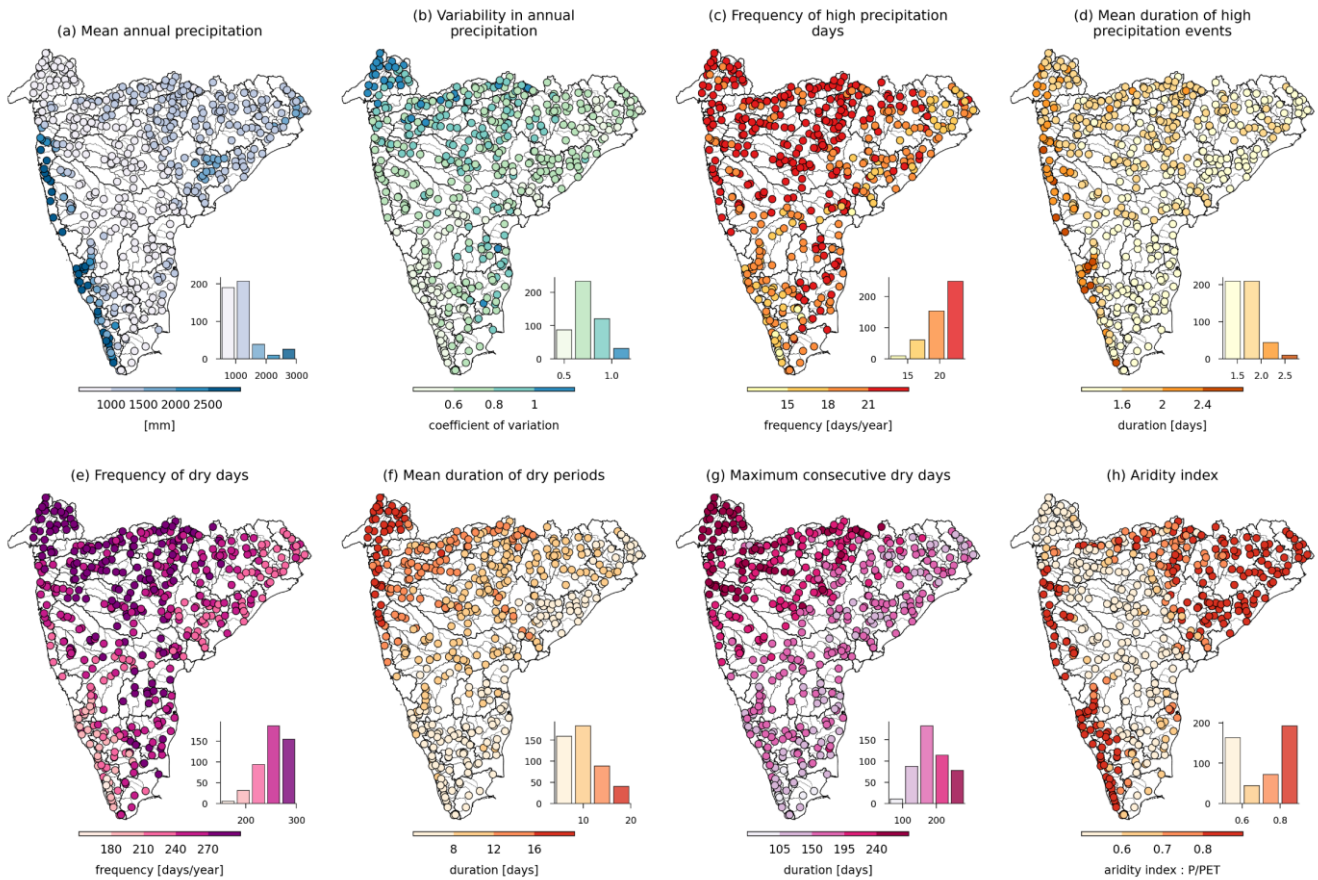 (a) Mean annual precipitation
200
100
0
1000 2000 3000
1000 1500 2000 2500
[mm]
(b) Variability in annual
precipitation
200
100
0
0.5 1.0
0.6 0.8 1
coefficient of variation
(c) Frequency of high precipitation
days
200
100
0
15 20
15 18 21
frequency [days/year]
(d) Mean duration of high
precipitation events
200
100
0
1.5 2.0 2.5
1.6 2 2.4
duration [days]
(e) Frequency of dry days
150
100
50
0
200 300
180 210 240 270
frequency [days/year]
(f) Mean duration of dry periods
150
100
50
0
10 20
8 12 16
duration [days]
(g) Maximum consecutive dry days
150
100
50
0
100 200
105 150 195 240
duration [days]
(h) Aridity index
200
100
0
0.6 0.8
0.6 0.7 0.8
aridity index : P/PET